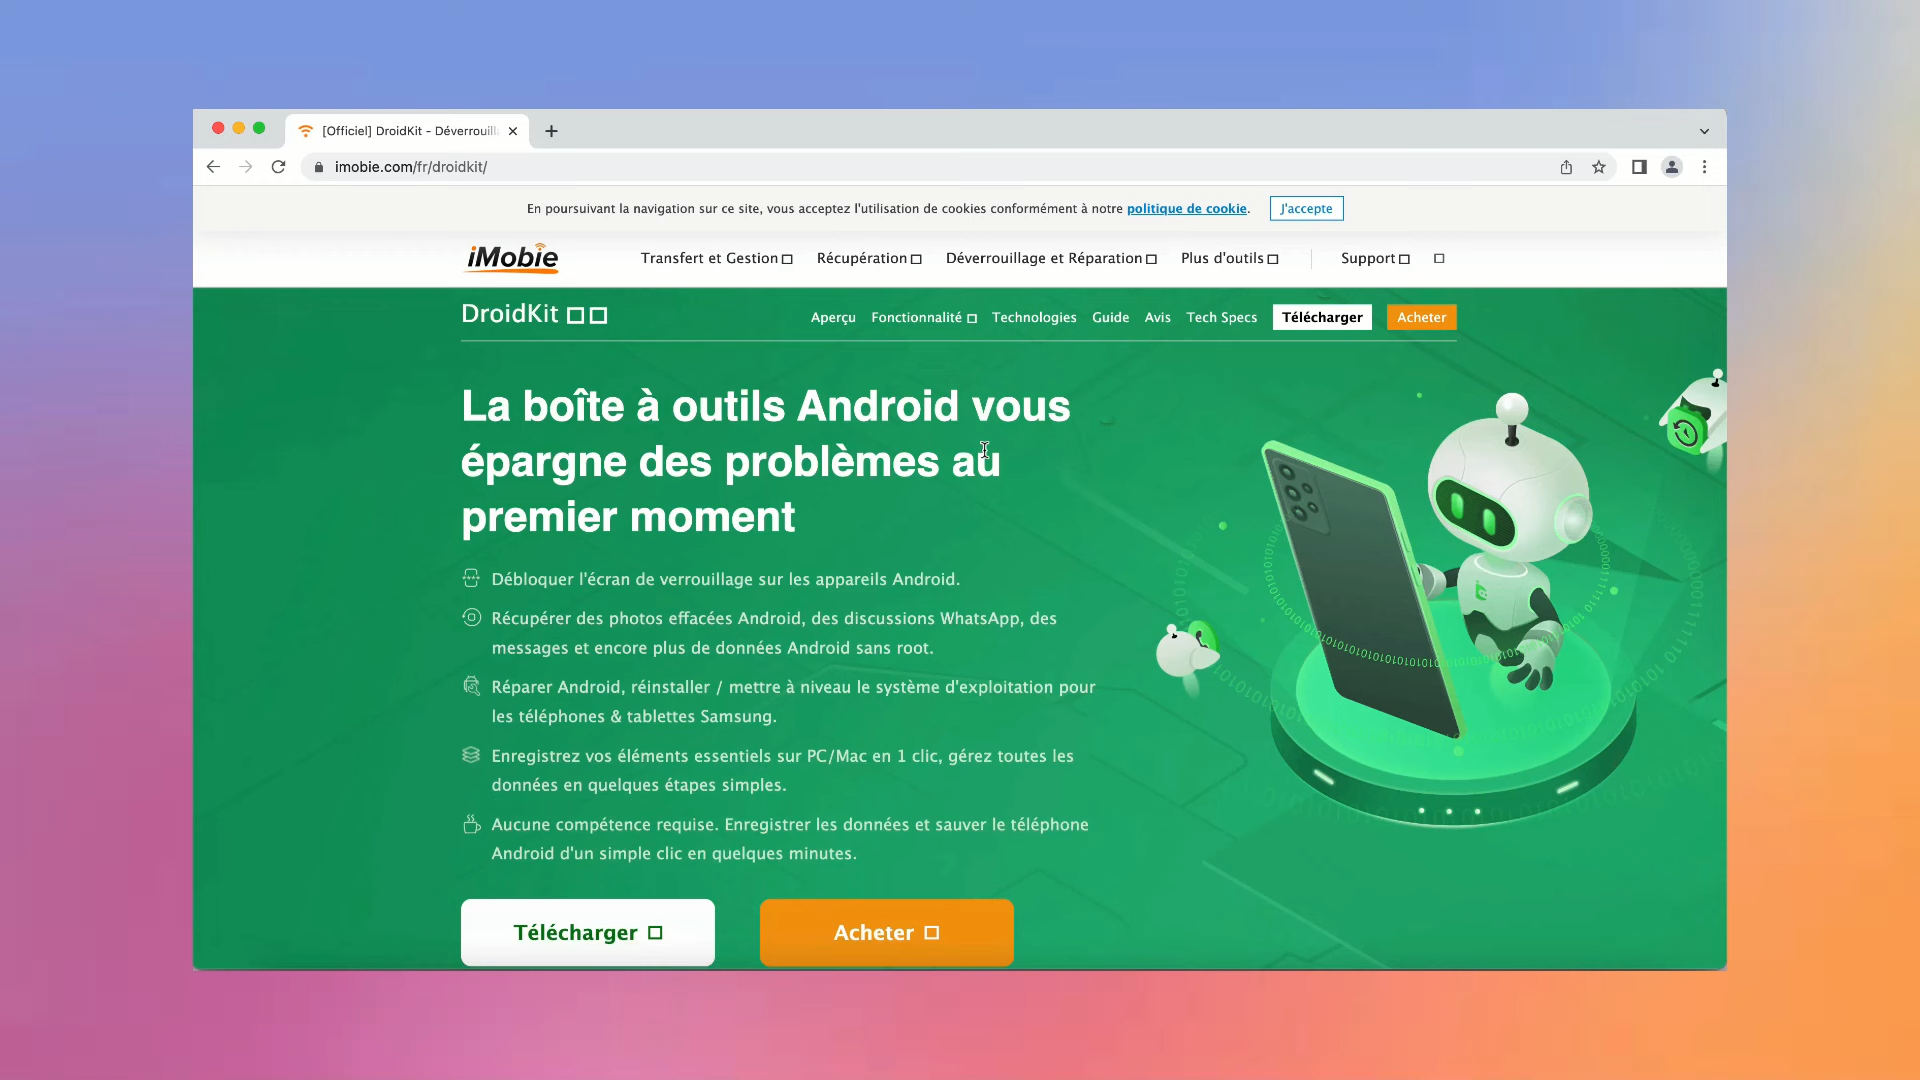 [Officiel] DroidKit - Déverrouill
imobie.com/fr/droidkit/
En poursuivant la navigation sur ce site, vous acceptez l'utilisation de cookies conformément à notre politique de cookie. J'accepte
iMobie Transfert et Gestion Récupération Déverrouillage et Réparation Plus d'outils Support
DroidKit Aperçu Fonctionnalité Technologies Guide Avis Tech Specs Télécharger Acheter
La boîte à outils Android vous
épargne des problèmes au
premier moment
Débloquer l'écran de verrouillage sur les appareils Android.
Récupérer des photos effacées Android, des discussions WhatsApp, des
messages et encore plus de données Android sans root.
Réparer Android, réinstaller / mettre à niveau le système d'exploitation pour
les téléphones & tablettes Samsung.
Enregistrez vos éléments essentiels sur PC/Mac en 1 clic, gérez toutes les
données en quelques étapes simples.
Aucune compétence requise. Enregistrer les données et sauver le téléphone
Android d'un simple clic en quelques minutes.
Télécharger Acheter